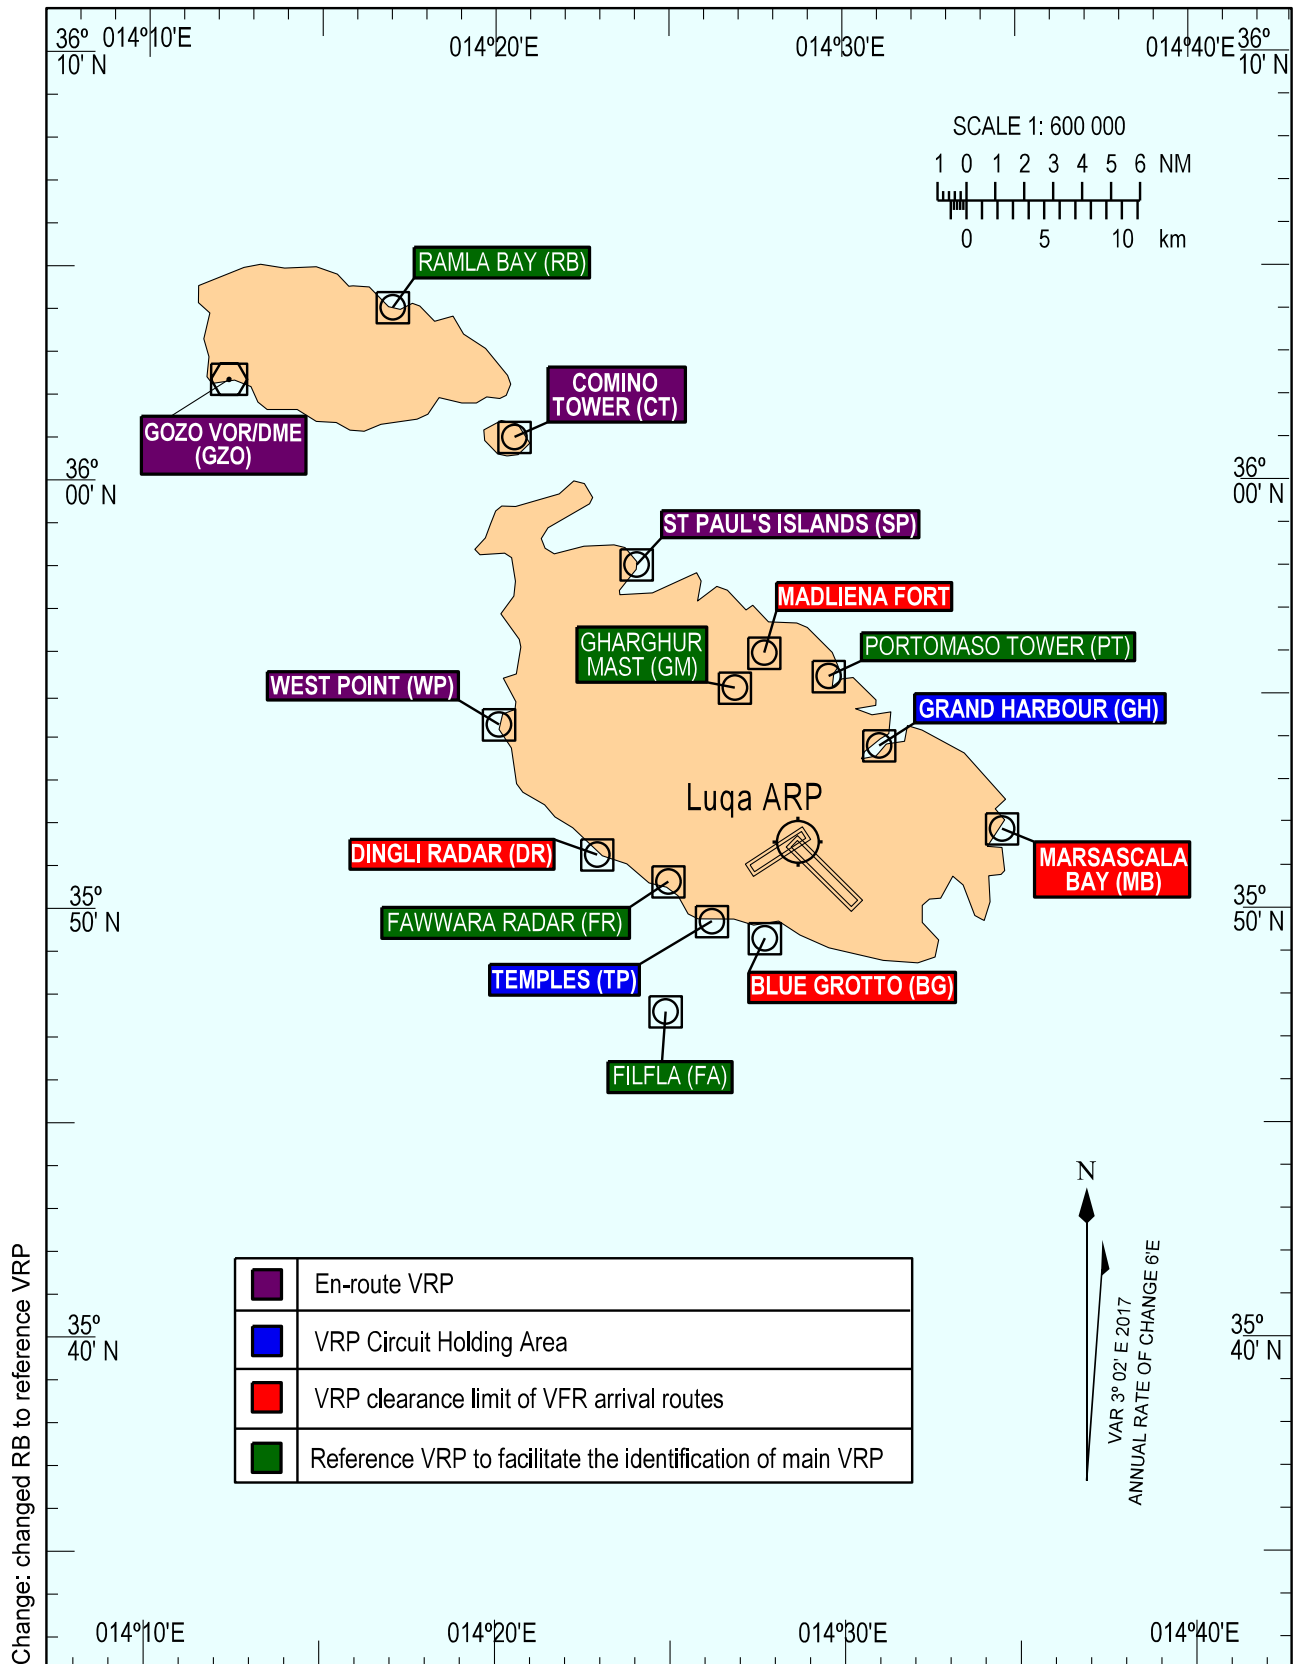 014º10'E
014º20'E
014º30'E
014º40'E
36º
10' N
36º
10' N
SCALE 1: 600 000
1 0 1 2 3 4 5 6 NM
0 5 10 km
RAMLA BAY (RB)
COMINO
TOWER (CT)
GOZO VOR/DME
(GZO)
36º
00' N
36º
00' N
ST PAUL'S ISLANDS (SP)
MADLIENA FORT
GHARGHUR
MAST (GM)
PORTOMASO TOWER (PT)
WEST POINT (WP)
GRAND HARBOUR (GH)
Luqa ARP
DINGLI RADAR (DR)
MARSASCALA
BAY (MB)
35º
50' N
35º
50' N
FAWWARA RADAR (FR)
TEMPLES (TP)
BLUE GROTTO (BG)
FILFLA (FA)
N
VAR 3º 02' E 2017
ANNUAL RATE OF CHANGE 6'E
En-route VRP
VRP Circuit Holding Area
VRP clearance limit of VFR arrival routes
Reference VRP to facilitate the identification of main VRP
35º
40' N
35º
40' N
014º10'E
014º20'E
014º30'E
014º40'E
Change: changed RB to reference VRP